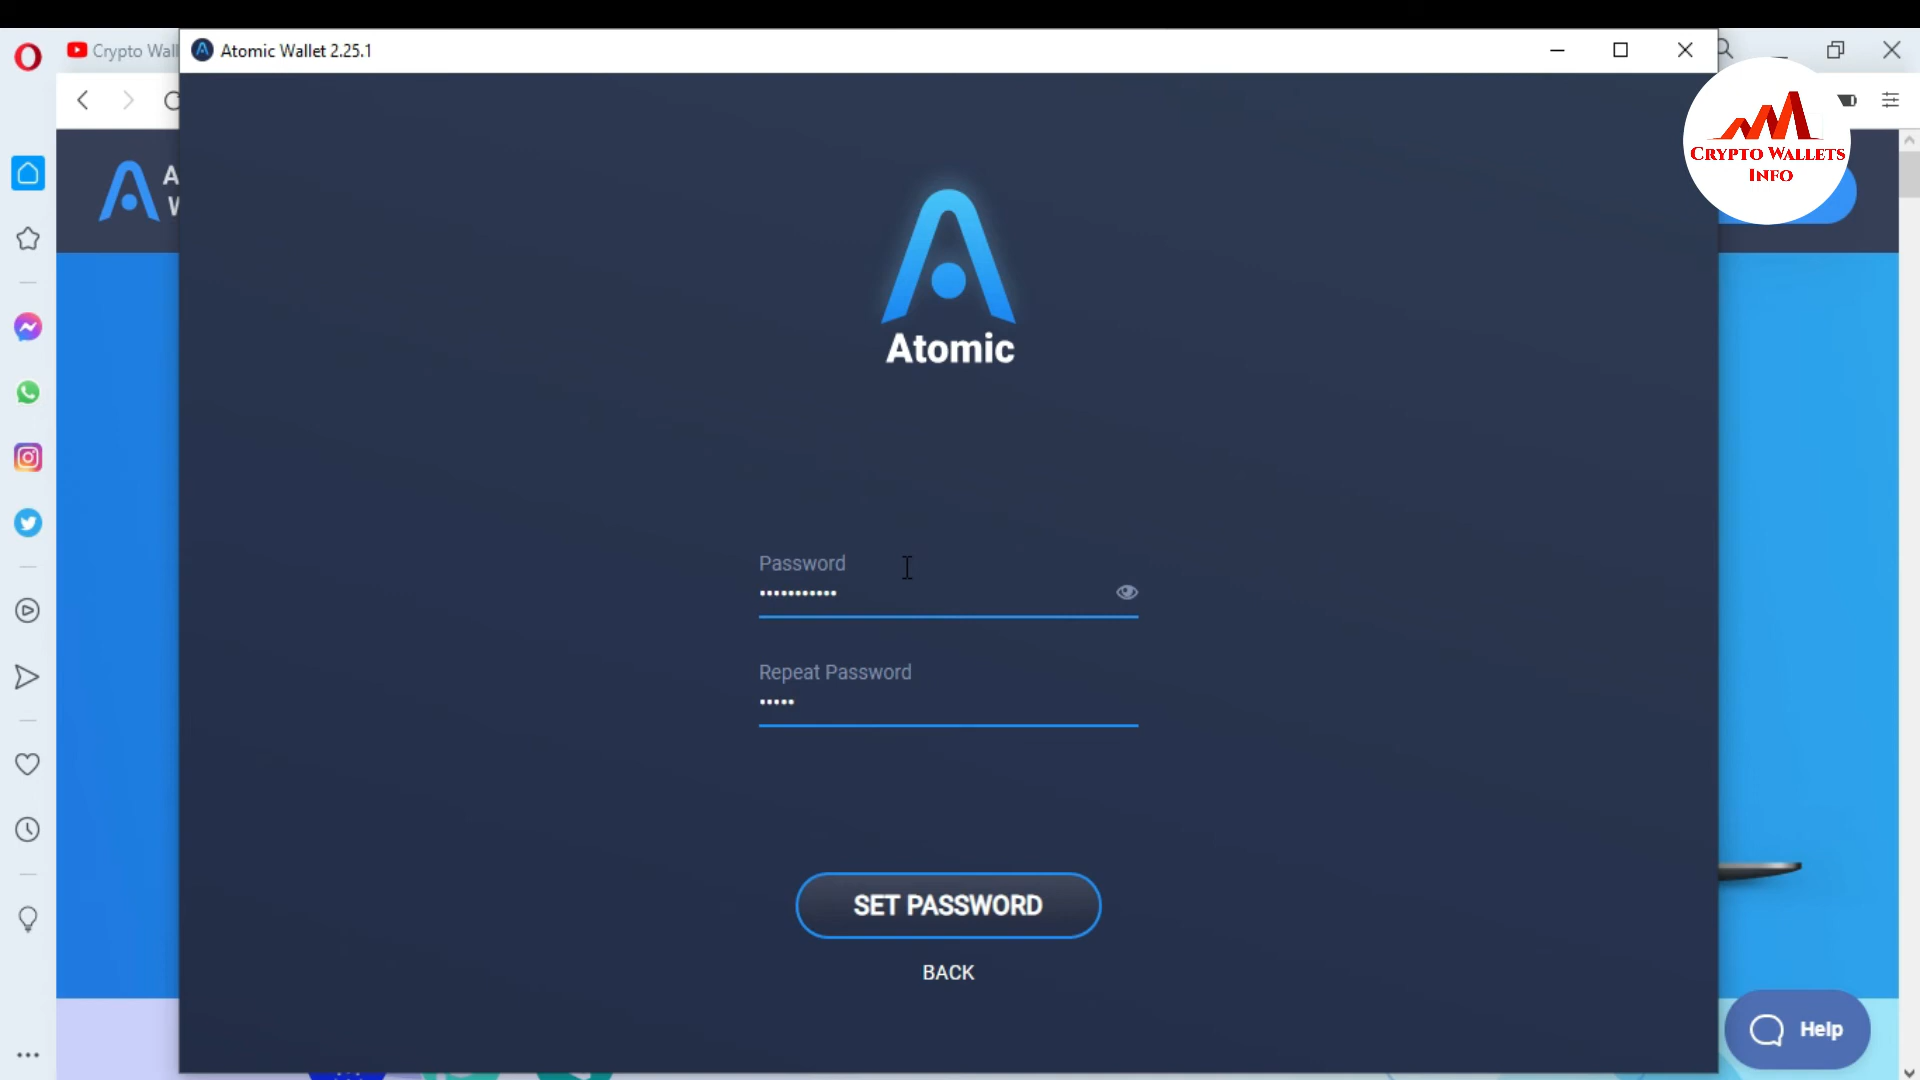 Crypto Wall
Atomic Wallet 2.25.1
CRYPTO WALLETS
INFO
A
W
Atomic
Password
•••••••••••
Repeat Password
•••••
SET PASSWORD
BACK
Help